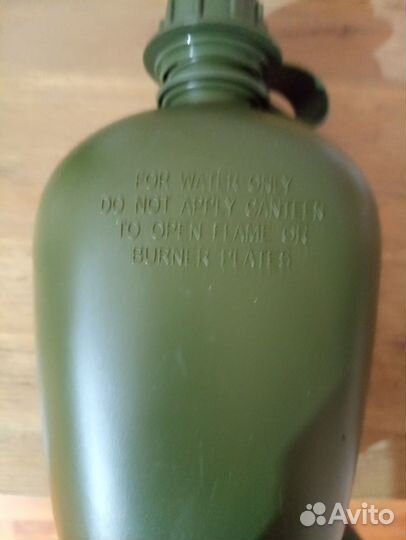 FOR WATER ONLY
DO NOT APPLY CANTEEN
TO OPEN FLAME OR
BURNER PLATES
Avito